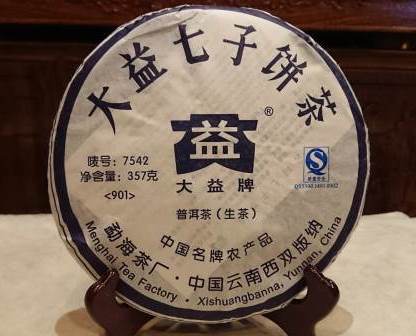 大益七子饼茶
®
益
大益牌
唛号：7542
净含量：357克
<901>
普洱茶（生茶）
中国名牌农产品
勐海茶厂·中国云南西双版纳
Menghai Tea Factory · Xishuangbanna, Yunnan, China